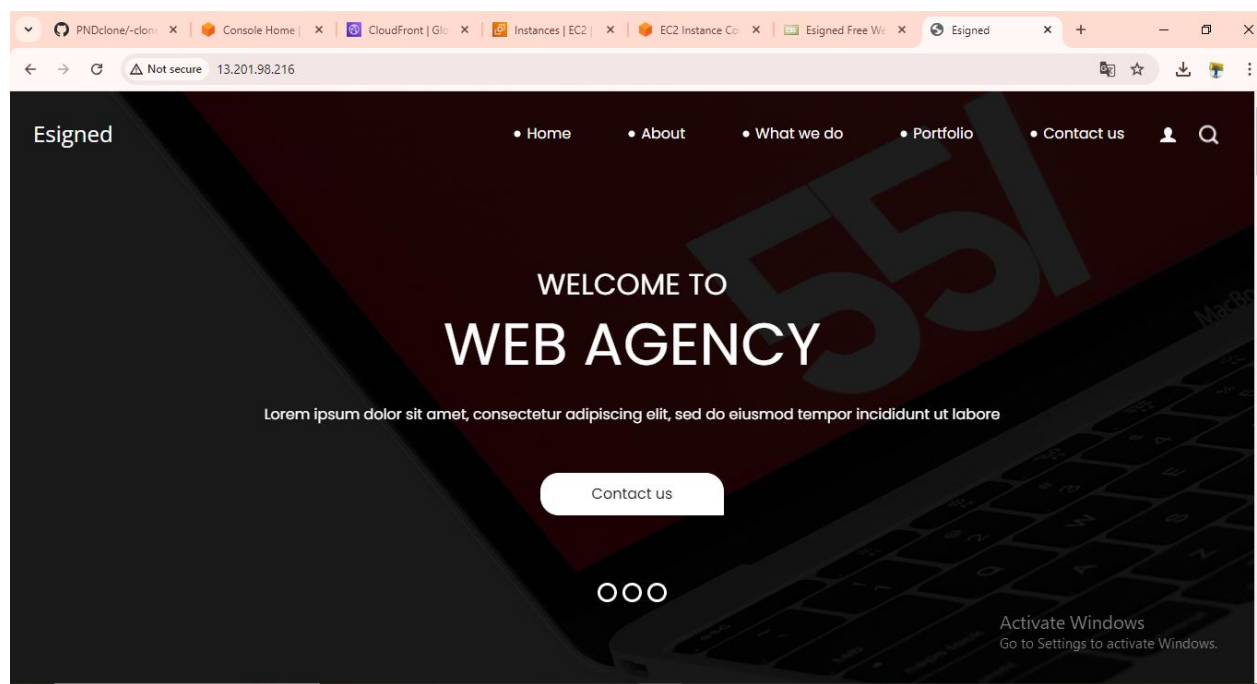 PNDclone/-clon
Console Home |
CloudFront | Glo
Instances | EC2 |
EC2 Instance Co
Esigned Free We
Esigned
Not secure
13.201.98.216
Esigned
• Home
• About
• What we do
• Portfolio
• Contact us
55/
MacBo
WELCOME TO
WEB AGENCY
Lorem ipsum dolor sit amet, consectetur adipiscing elit, sed do eiusmod tempor incididunt ut labore
Contact us
Activate Windows
Go to Settings to activate Windows.